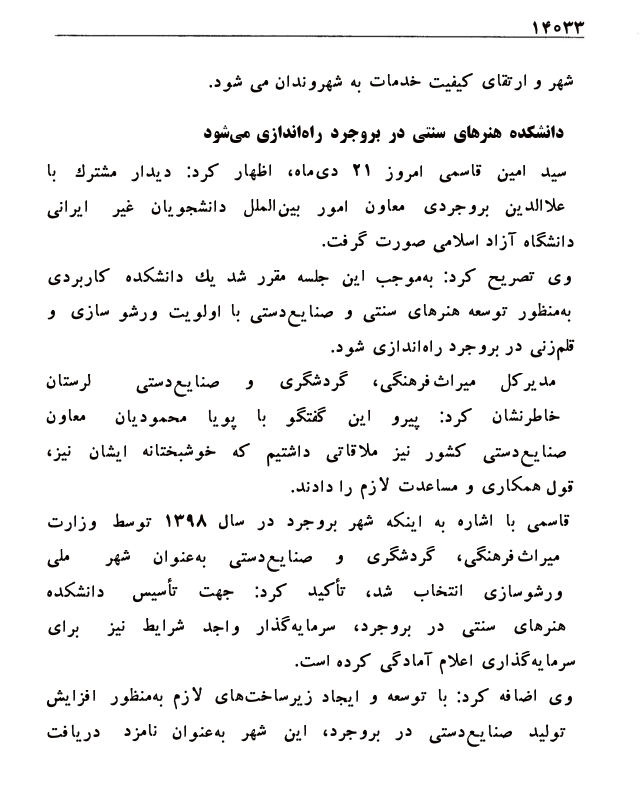 ۱۴۰۳۳
شهر و ارتقای کیفیت خدمات به شهروندان می شود.
دانشکده هنرهای سنتی در بروجرد راه‌اندازی می‌شود
سید امین قاسمی امروز ۲۱ دی‌ماه، اظهار کرد: دیدار مشترك با
علاالدین بروجردی معاون امور بین‌الملل دانشجویان غیر ایرانی
دانشگاه آزاد اسلامی صورت گرفت.
وی تصریح کرد: به‌موجب این جلسه مقرر شد یك دانشکده کاربردی
به‌منظور توسعه هنرهای سنتی و صنایع‌دستی با اولویت ورشو سازی و
قلم‌زنی در بروجرد راه‌اندازی شود.
مدیرکل میراث‌فرهنگی، گردشگری و صنایع‌دستی لرستان
خاطرنشان کرد: پیرو این گفتگو با پویا محمودیان معاون
صنایع‌دستی کشور نیز ملاقاتی داشتیم که خوشبختانه ایشان نیز،
قول همکاری و مساعدت لازم را دادند.
قاسمی با اشاره به اینکه شهر بروجرد در سال ۱۳۹۸ توسط وزارت
میراث‌فرهنگی، گردشگری و صنایع‌دستی به‌عنوان شهر ملی
ورشوسازی انتخاب شد، تأکید کرد: جهت تأسیس دانشکده
هنرهای سنتی در بروجرد، سرمایه‌گذار واجد شرایط نیز برای
سرمایه‌گذاری اعلام آمادگی کرده است.
وی اضافه کرد: با توسعه و ایجاد زیرساخت‌های لازم به‌منظور افزایش
تولید صنایع‌دستی در بروجرد، این شهر به‌عنوان نامزد دریافت